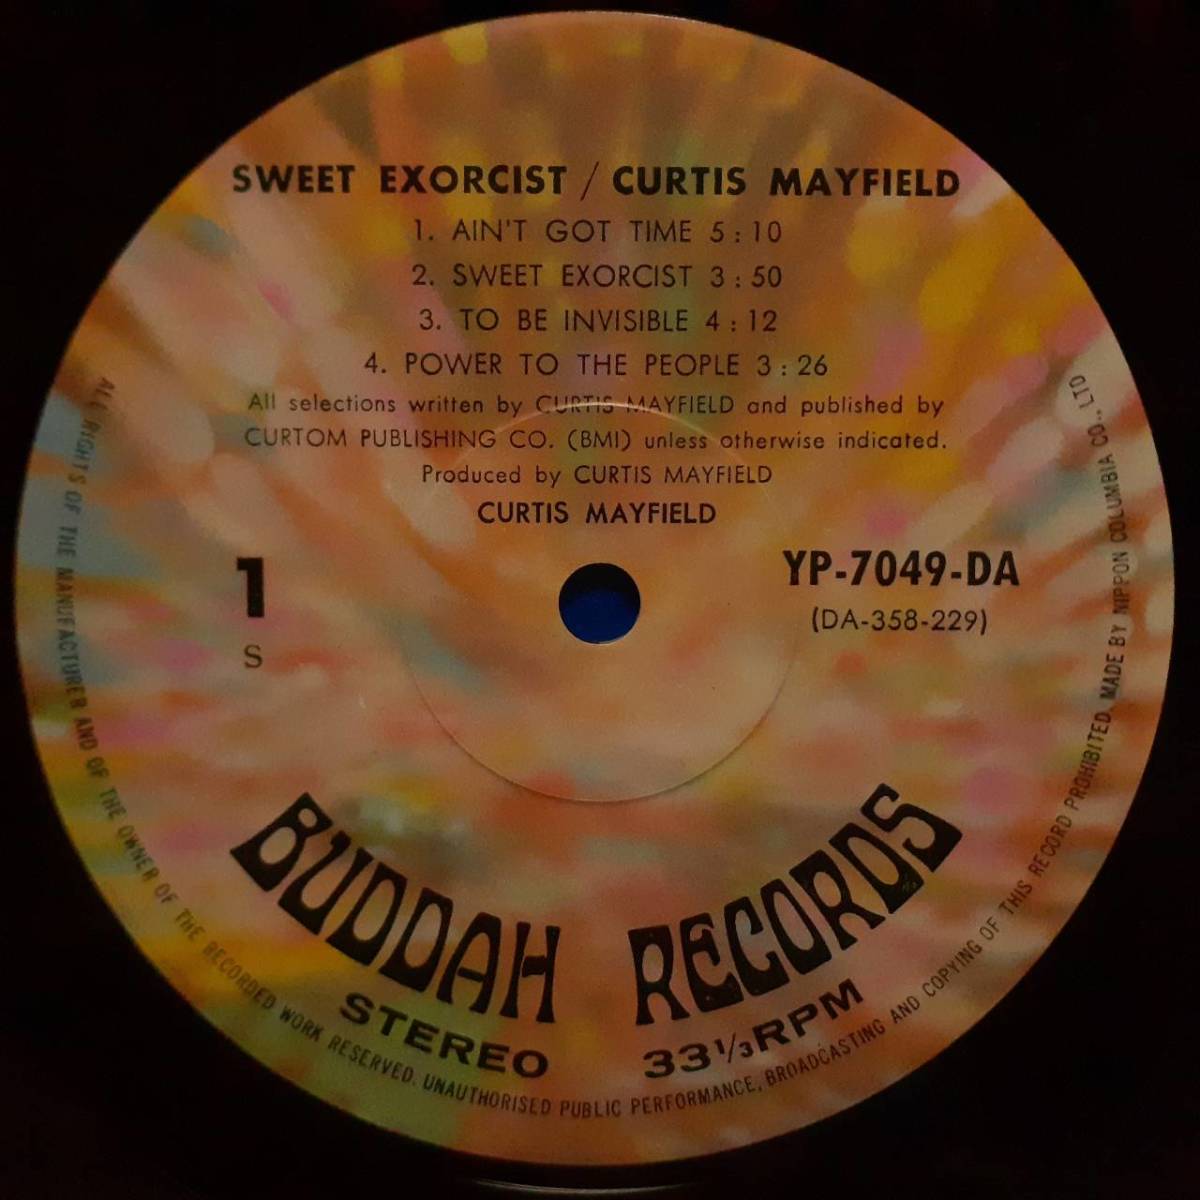 SWEET EXORCIST / CURTIS MAYFIELD
1. AIN'T GOT TIME 5 : 10
2. SWEET EXORCIST 3 : 50
3. TO BE INVISIBLE 4 : 12
4. POWER TO THE PEOPLE 3 : 26
All selections written by CURTIS MAYFIELD and published by
CURTOM PUBLISHING CO. (BMI) unless otherwise indicated.
Produced by CURTIS MAYFIELD
CURTIS MAYFIELD
1
S
YP-7049-DA
(DA-358-229)
BUDDAH RECORDS
STEREO 33 1/3 RPM
ALL RIGHTS OF THE MANUFACTURER AND OF THE OWNER OF THE RECORDED WORK RESERVED. UNAUTHORISED PUBLIC PERFORMANCE, BROADCASTING AND COPYING OF THIS RECORD PROHIBITED. MADE BY NIPPON COLUMBIA CO., LTD